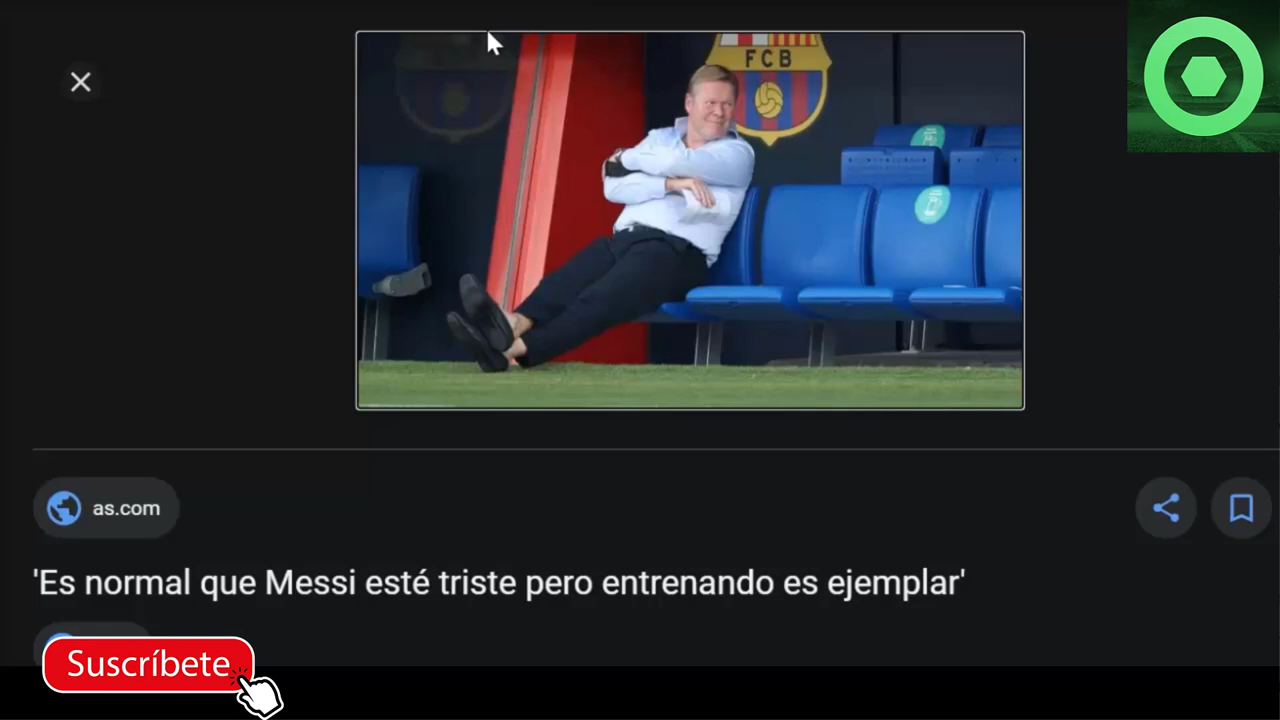 FCB
as.com
'Es normal que Messi esté triste pero entrenando es ejemplar'
Suscríbete